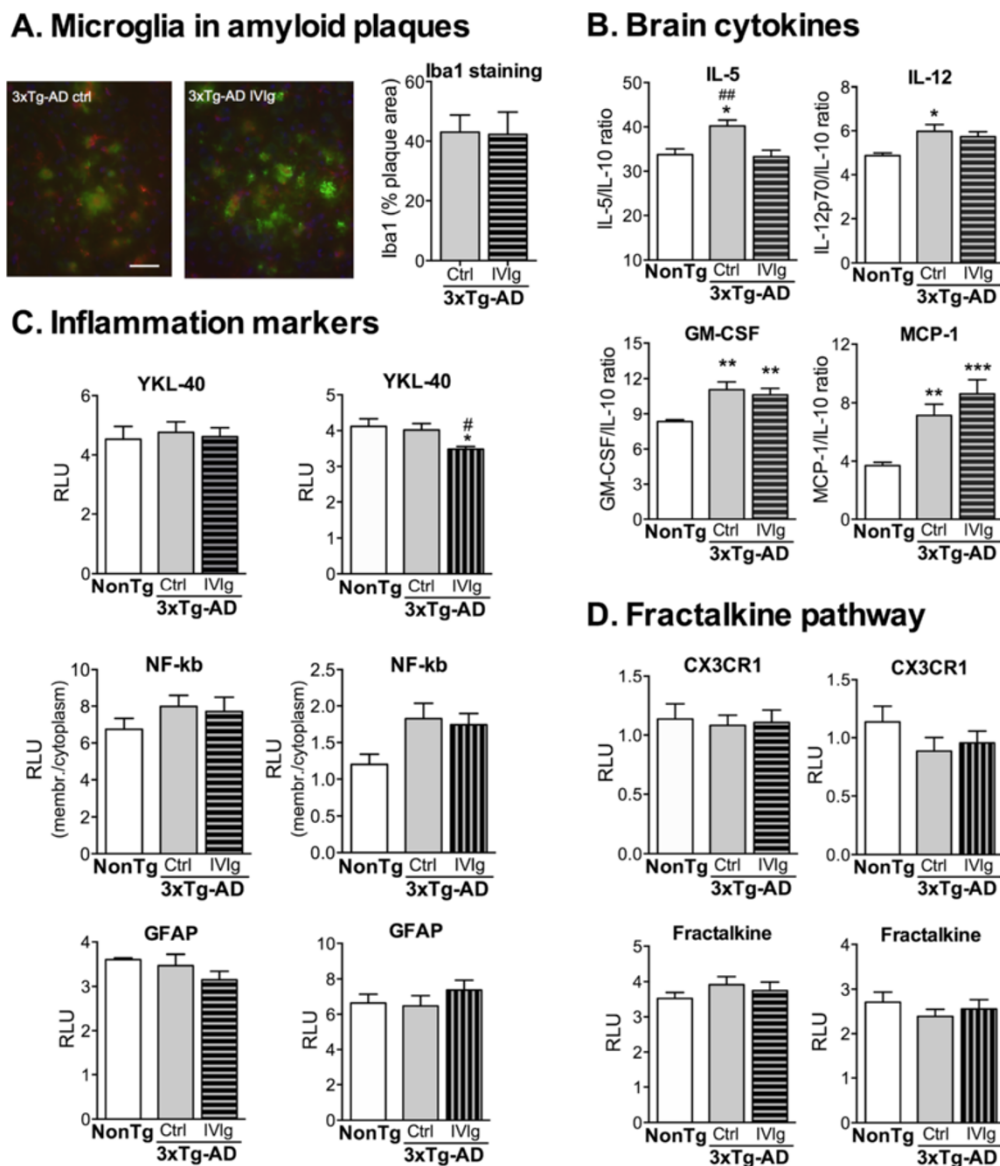 A. Microglia in amyloid plaques
3xTg-AD ctrl
3xTg-AD IVIg
Iba1 staining
Iba1 (% plaque area)
60
40
20
0
Ctrl IVIg
3xTg-AD
B. Brain cytokines
IL-5
IL-5/IL-10 ratio
50
40
30
20
10
##
*
NonTg Ctrl IVIg
3xTg-AD
IL-12
IL-12p70/IL-10 ratio
8
6
4
2
0
*
NonTg Ctrl IVIg
3xTg-AD
GM-CSF
GM-CSF/IL-10 ratio
15
12
9
6
3
0
** **
NonTg Ctrl IVIg
3xTg-AD
MCP-1
MCP-1/IL-10 ratio
12
8
4
0
** ***
NonTg Ctrl IVIg
3xTg-AD
C. Inflammation markers
YKL-40
RLU
6
4
2
0
NonTg Ctrl IVIg
3xTg-AD
YKL-40
RLU
5
4
3
2
1
0
#
*
NonTg Ctrl IVIg
3xTg-AD
NF-kb
RLU
(membr./cytoplasm)
10
8
6
4
2
0
NonTg Ctrl IVIg
3xTg-AD
NF-kb
RLU
(membr./cytoplasm)
2.5
2.0
1.5
1.0
0.5
0.0
NonTg Ctrl IVIg
3xTg-AD
GFAP
RLU
4
3
2
1
0
NonTg Ctrl IVIg
3xTg-AD
GFAP
RLU
10
8
6
4
2
0
NonTg Ctrl IVIg
3xTg-AD
D. Fractalkine pathway
CX3CR1
RLU
1.5
1.0
0.5
0.0
NonTg Ctrl IVIg
3xTg-AD
CX3CR1
RLU
1.5
1.0
0.5
0.0
NonTg Ctrl IVIg
3xTg-AD
Fractalkine
RLU
5
4
3
2
1
0
NonTg Ctrl IVIg
3xTg-AD
Fractalkine
RLU
4
3
2
1
0
NonTg Ctrl IVIg
3xTg-AD